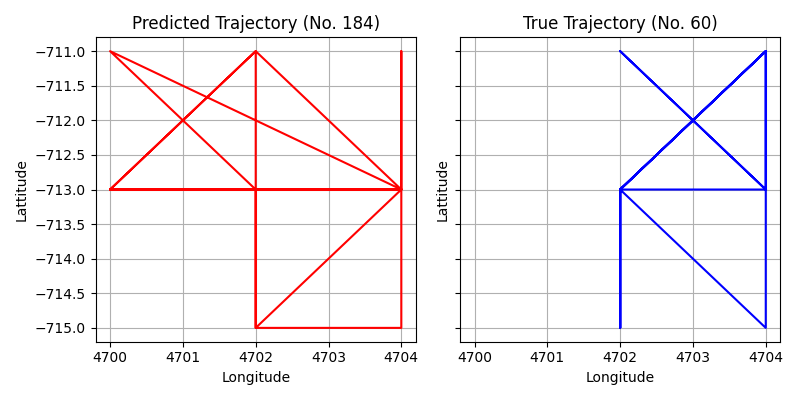 Predicted Trajectory (No. 184)
True Trajectory (No. 60)
Lattitude
−711.0
−711.5
−712.0
−712.5
−713.0
−713.5
−714.0
−714.5
−715.0
4700 4701 4702 4703 4704
Longitude
Lattitude
4700 4701 4702 4703 4704
Longitude